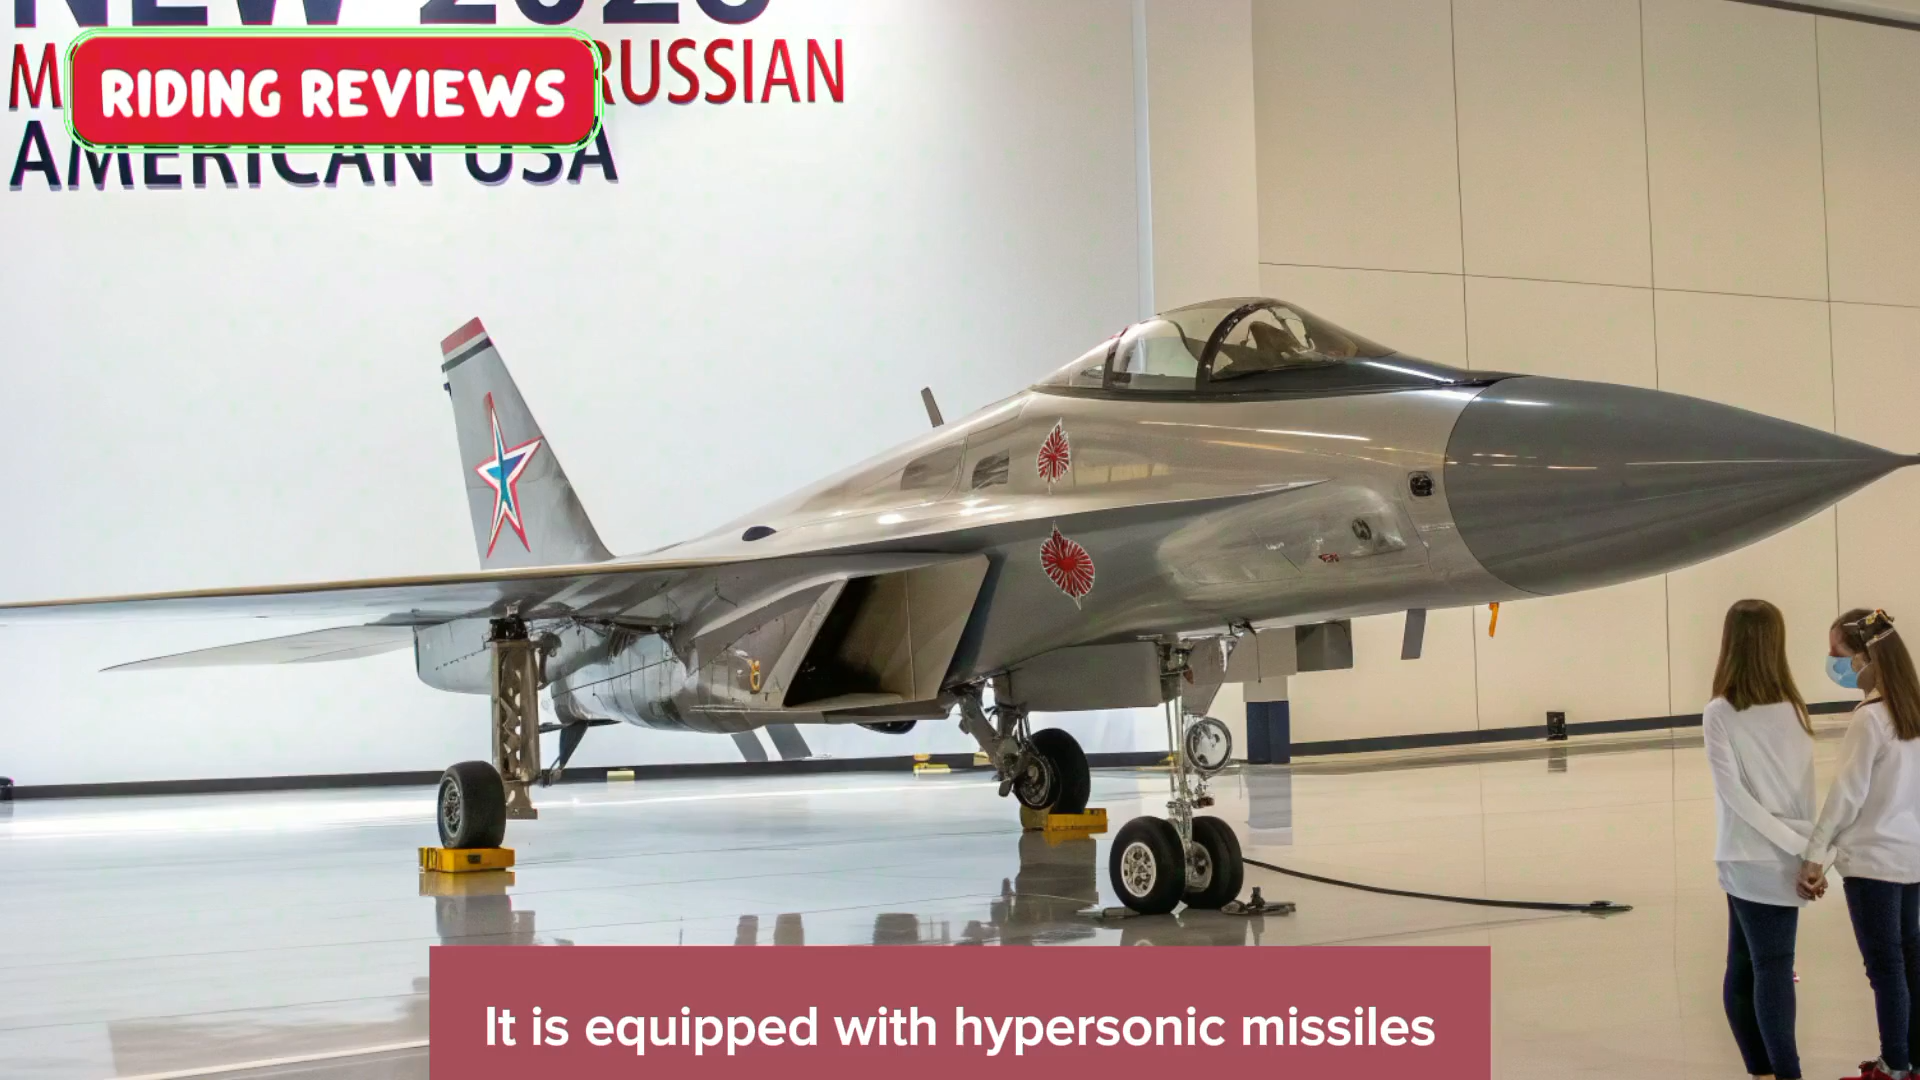 RIDING REVIEWS
RUSSIAN
AMERICAN USA
It is equipped with hypersonic missiles